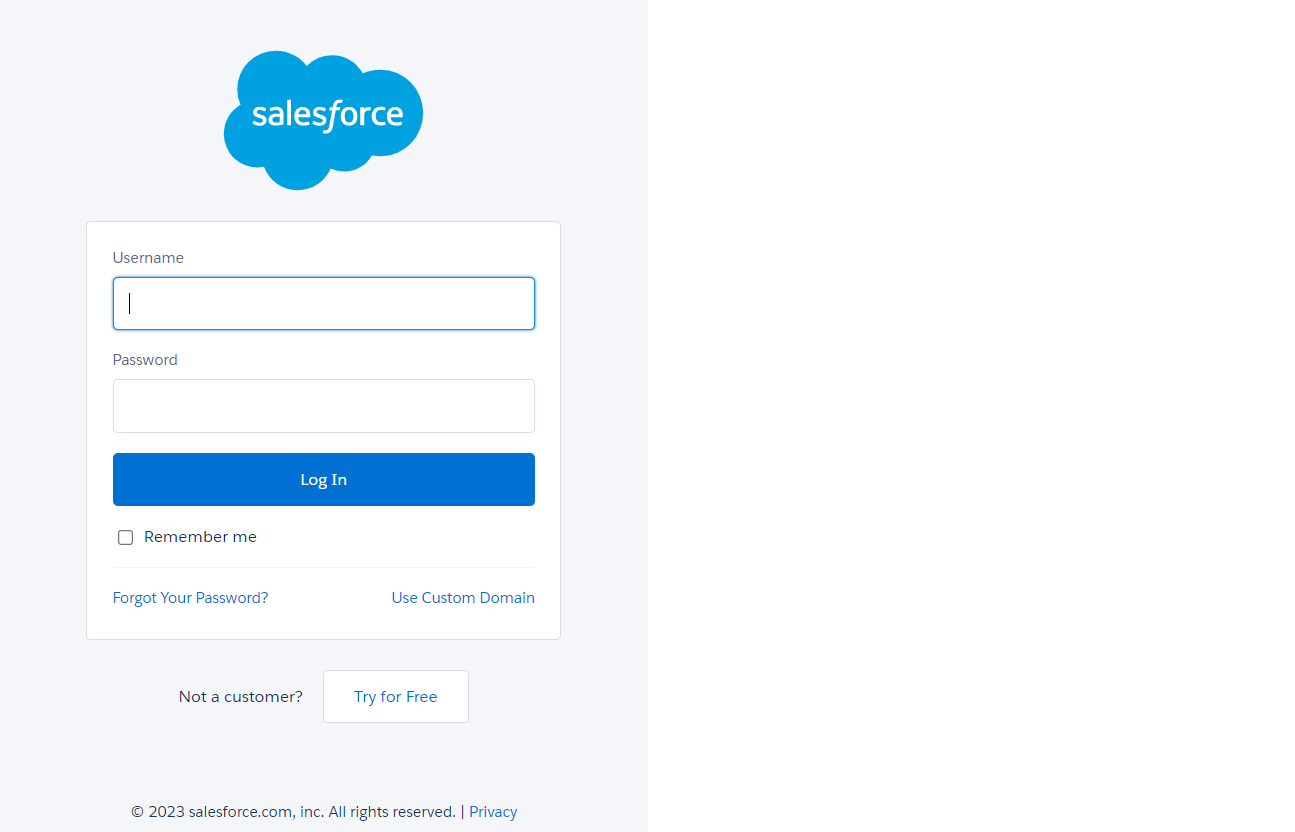 salesforce
Username
Password
Log In
Remember me
Forgot Your Password? Use Custom Domain
Not a customer? Try for Free
© 2023 salesforce.com, inc. All rights reserved. | Privacy